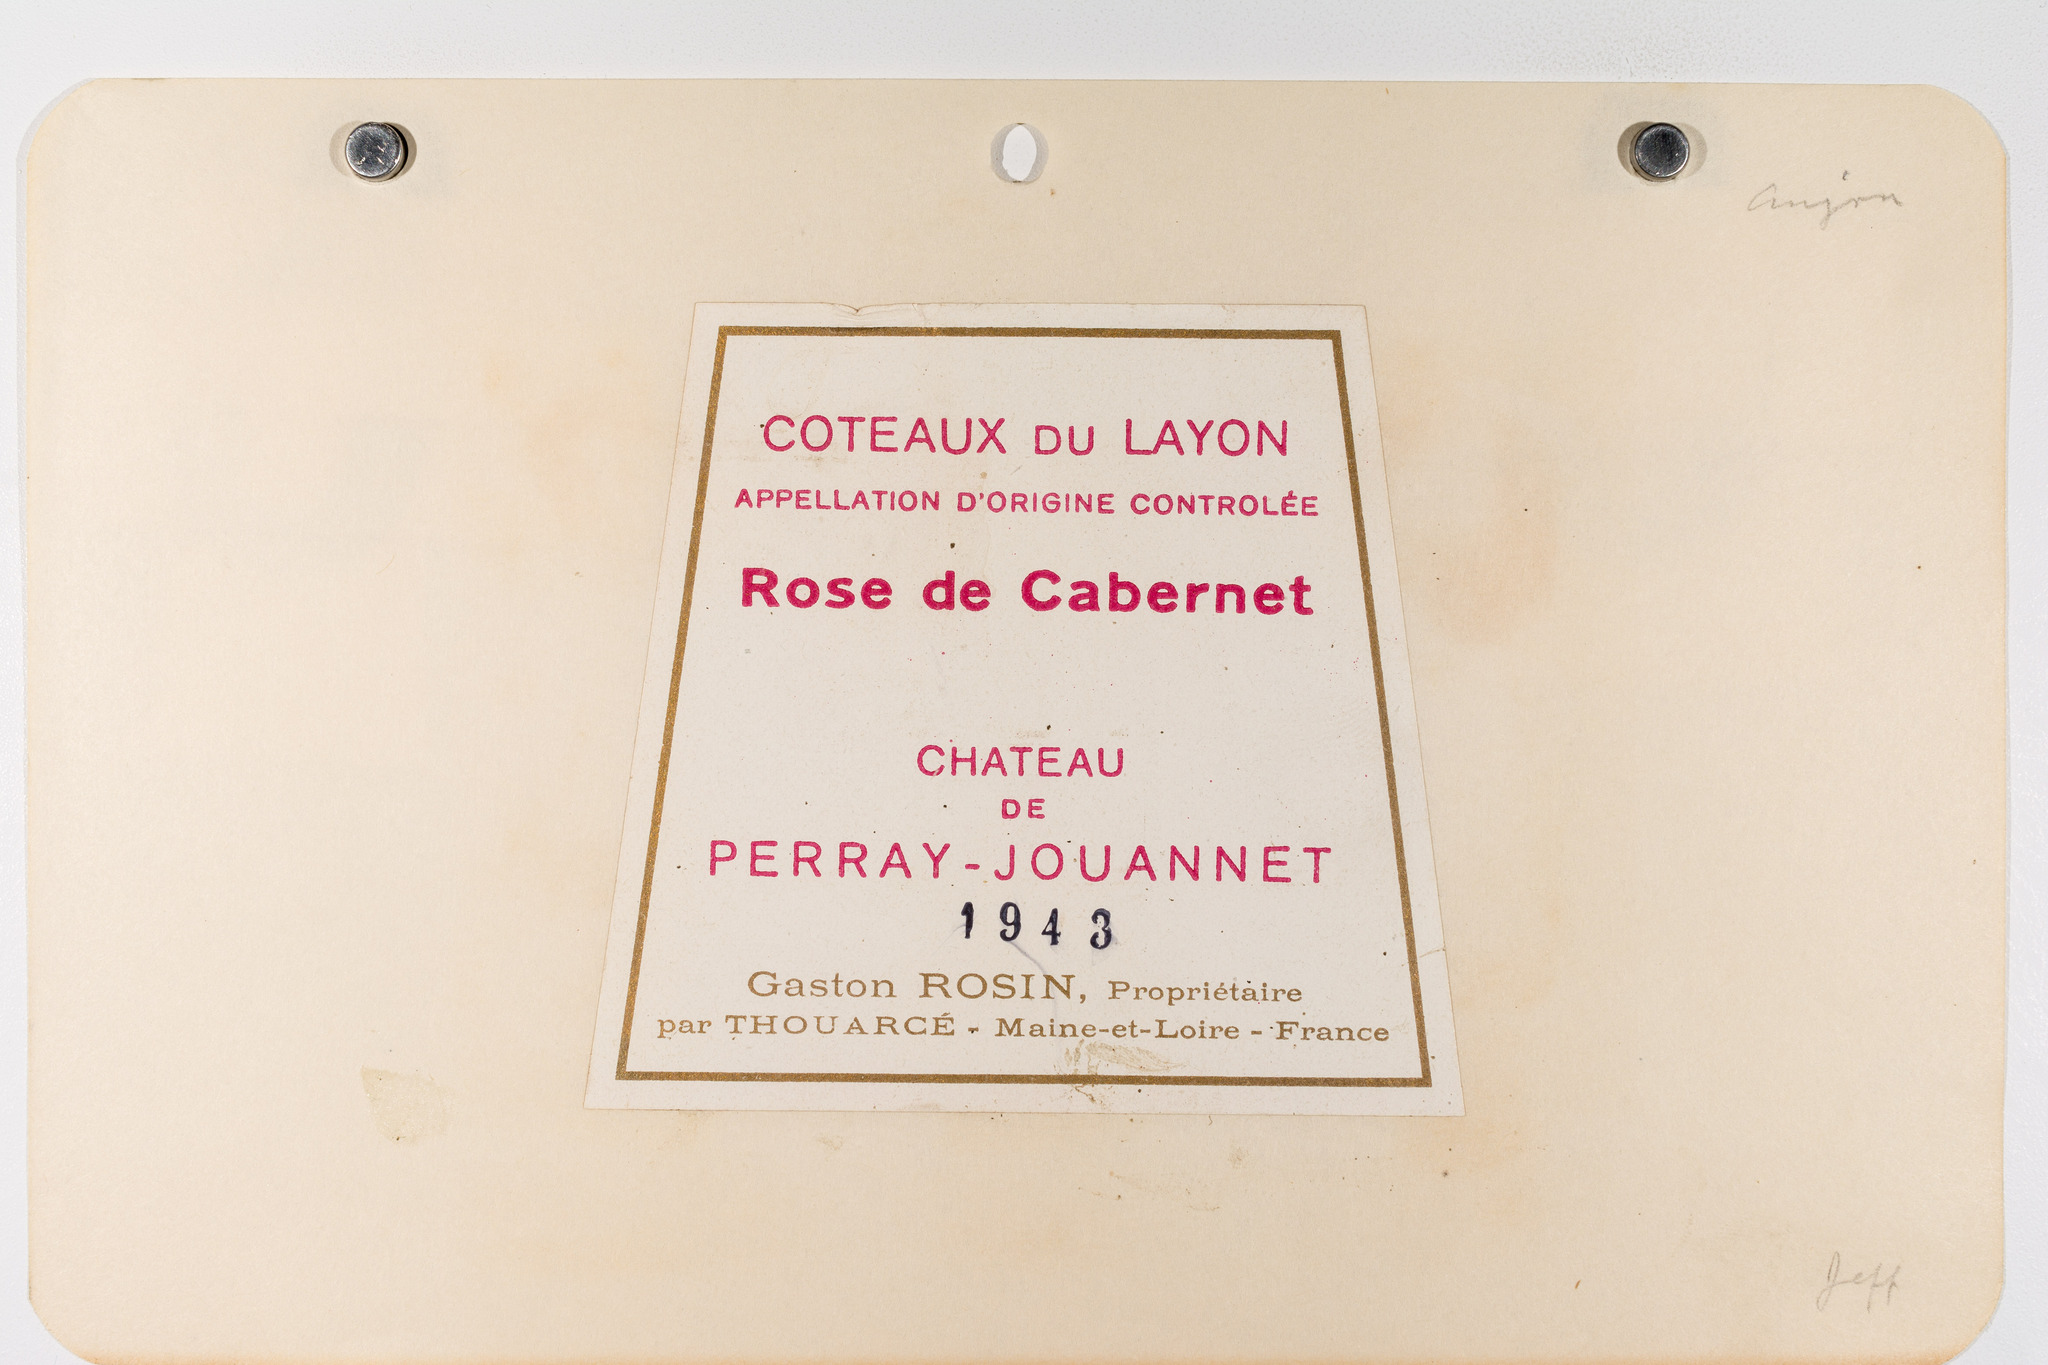 Anjou
COTEAUX DU LAYON
APPELLATION D'ORIGINE CONTROLÉE
Rose de Cabernet
CHATEAU
DE
PERRAY-JOUANNET
1943
Gaston ROSIN, Propriétaire
par THOUARCÉ - Maine-et-Loire - France
Jeff